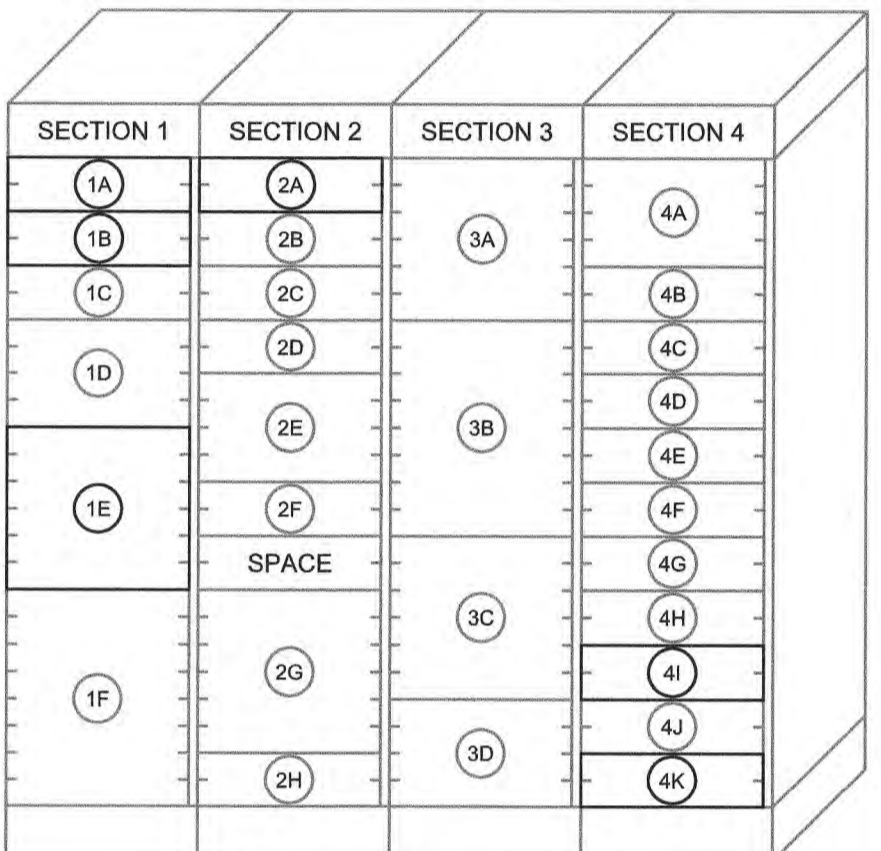 SECTION 1
SECTION 2
SECTION 3
SECTION 4
1A
1B
1C
1D
1E
1F
2A
2B
2C
2D
2E
2F
SPACE
2G
2H
3A
3B
3C
3D
4A
4B
4C
4D
4E
4F
4G
4H
4I
4J
4K